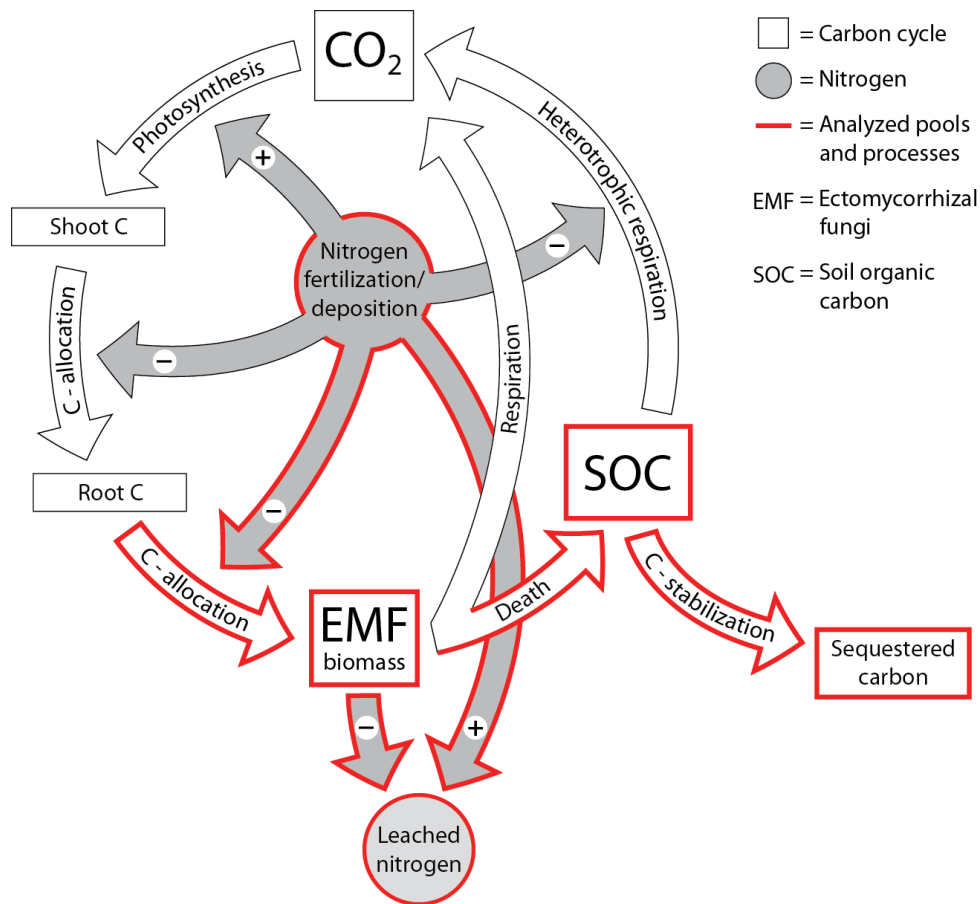 CO₂
Photosynthesis
Heterotrophic respiration
+
Shoot C
Nitrogen
fertilization/
deposition
−
C - allocation
−
Respiration
Root C
−
C - allocation
SOC
EMF
biomass
Death
C - stabilization
Sequestered
carbon
−
+
Leached
nitrogen
= Carbon cycle
= Nitrogen
= Analyzed pools
and processes
EMF = Ectomycorrhizal
fungi
SOC = Soil organic
carbon